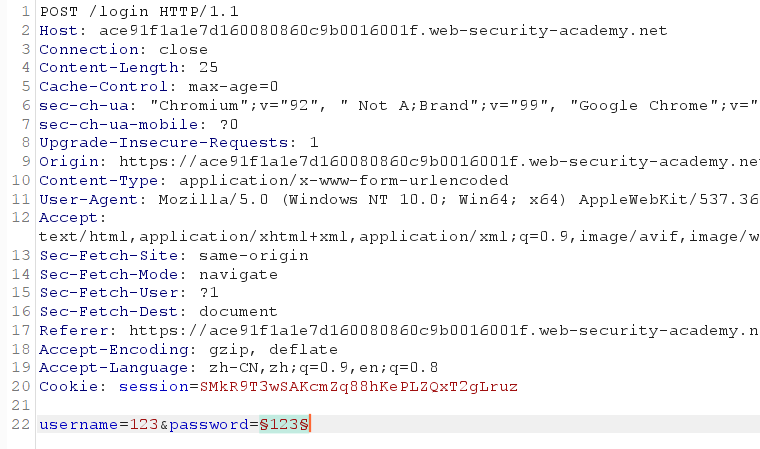 1 POST /login HTTP/1.1
2 Host: ace91f1a1e7d160080860c9b0016001f.web-security-academy.net
3 Connection: close
4 Content-Length: 25
5 Cache-Control: max-age=0
6 sec-ch-ua: "Chromium";v="92", " Not A;Brand";v="99", "Google Chrome";v="
7 sec-ch-ua-mobile: ?0
8 Upgrade-Insecure-Requests: 1
9 Origin: https://ace91f1a1e7d160080860c9b0016001f.web-security-academy.ne
10 Content-Type: application/x-www-form-urlencoded
11 User-Agent: Mozilla/5.0 (Windows NT 10.0; Win64; x64) AppleWebKit/537.36
12 Accept:
text/html,application/xhtml+xml,application/xml;q=0.9,image/avif,image/w
13 Sec-Fetch-Site: same-origin
14 Sec-Fetch-Mode: navigate
15 Sec-Fetch-User: ?1
16 Sec-Fetch-Dest: document
17 Referer: https://ace91f1a1e7d160080860c9b0016001f.web-security-academy.n
18 Accept-Encoding: gzip, deflate
19 Accept-Language: zh-CN,zh;q=0.9,en;q=0.8
20 Cookie: session=SMkR9T3wSAKcmZq88hKePLZQxT2gLruz
21
22 username=123&password=§123§